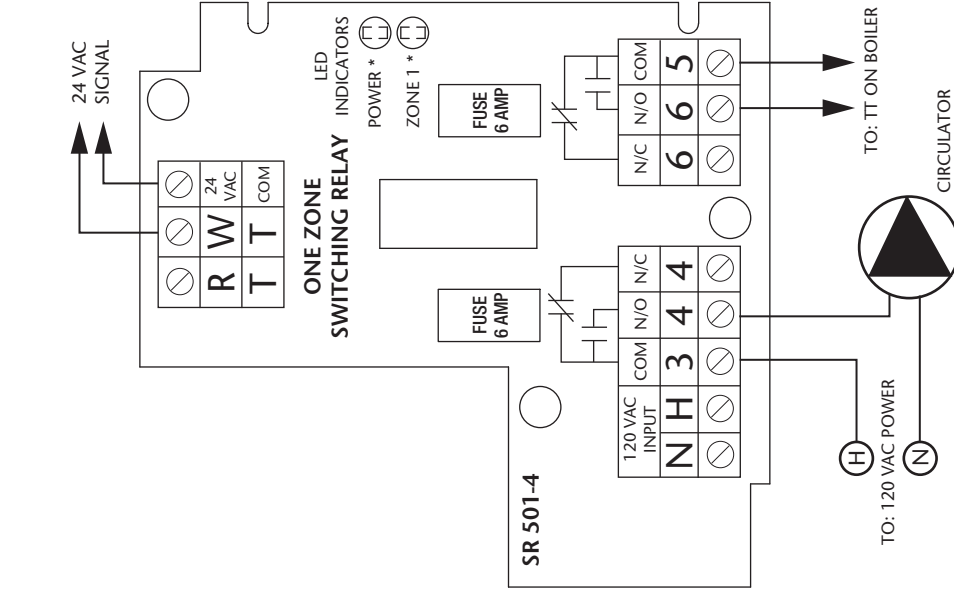 24 VAC
SIGNAL
R W 24
VAC
T T COM
ONE ZONE
SWITCHING RELAY
LED
INDICATORS
POWER *
ZONE 1 *
FUSE
6 AMP
FUSE
6 AMP
SR 501-4
120 VAC
INPUT
COM N/O N/C
N H 3 4 4
N/C N/O COM
6 6 5
TO: TT ON BOILER
CIRCULATOR
H
TO: 120 VAC POWER
N